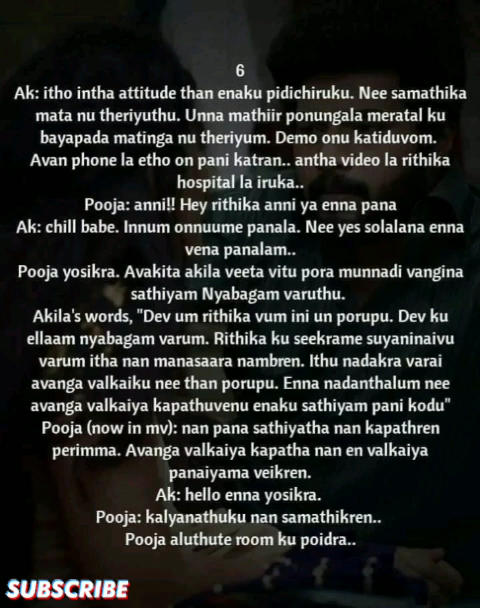 6
Ak: itho intha attitude than enaku pidichiruku. Nee samathika
mata nu theriyuthu. Unna mathiir ponungala meratal ku
bayapada matinga nu theriyum. Demo onu katiduvom.
Avan phone la etho on pani katran.. antha video la rithika
hospital la iruka..
Pooja: anni!! Hey rithika anni ya enna pana
Ak: chill babe. Innum onnuume panala. Nee yes solalana enna
vena panalam..
Pooja yosikra. Avakita akila veeta vitu pora munnadi vangina
sathiyam Nyabagam varuthu.
Akila's words, "Dev um rithika vum ini un porupu. Dev ku
ellaam nyabagam varum. Rithika ku seekrame suyaninaivu
varum itha nan manasaara nambren. Ithu nadakra varai
avanga valkaiku nee than porupu. Enna nadanthalum nee
avanga valkaiya kapathuvenu enaku sathiyam pani kodu"
Pooja (now in mv): nan pana sathiyatha nan kapathren
perimma. Avanga valkaiya kapatha nan en valkaiya
panaiyama veikren.
Ak: hello enna yosikra.
Pooja: kalyanathuku nan samathikren..
Pooja aluthute room ku poidra..
SUBSCRIBE